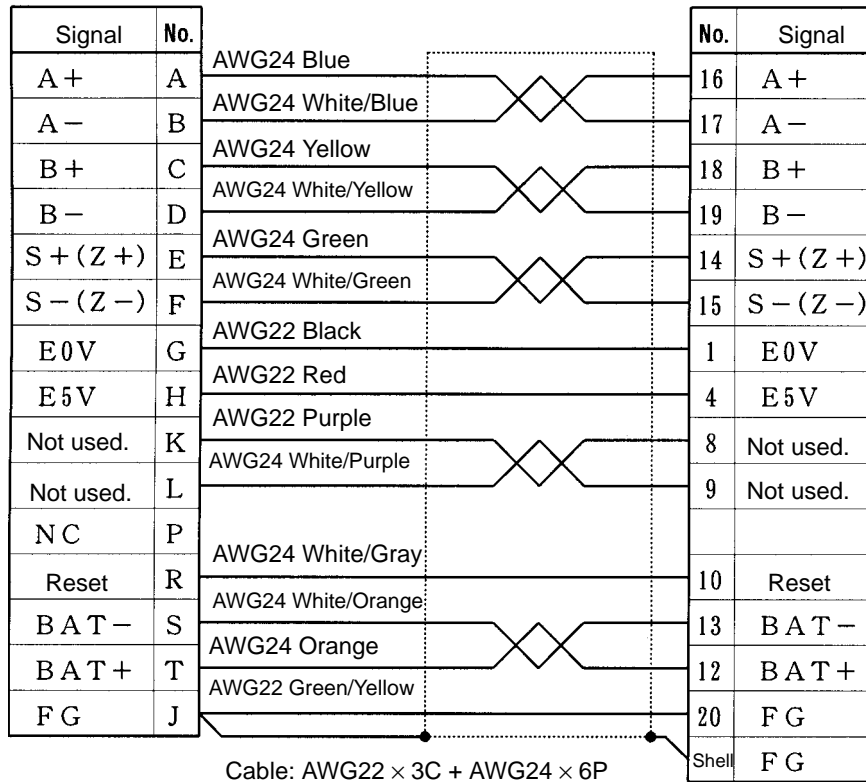 Signal No. No. Signal
AWG24 Blue
A+ A 16 A+
AWG24 White/Blue
A− B 17 A−
AWG24 Yellow
B+ C 18 B+
AWG24 White/Yellow
B− D 19 B−
AWG24 Green
S+(Z+) E 14 S+(Z+)
AWG24 White/Green
S−(Z−) F 15 S−(Z−)
AWG22 Black
E0V G 1 E0V
AWG22 Red
E5V H 4 E5V
AWG22 Purple
Not used. K 8 Not used.
AWG24 White/Purple
Not used. L 9 Not used.
NC P
AWG24 White/Gray
Reset R 10 Reset
AWG24 White/Orange
BAT− S 13 BAT−
AWG24 Orange
BAT+ T 12 BAT+
AWG22 Green/Yellow
FG J 20 FG
Shell FG
Cable: AWG22 × 3C + AWG24 × 6P